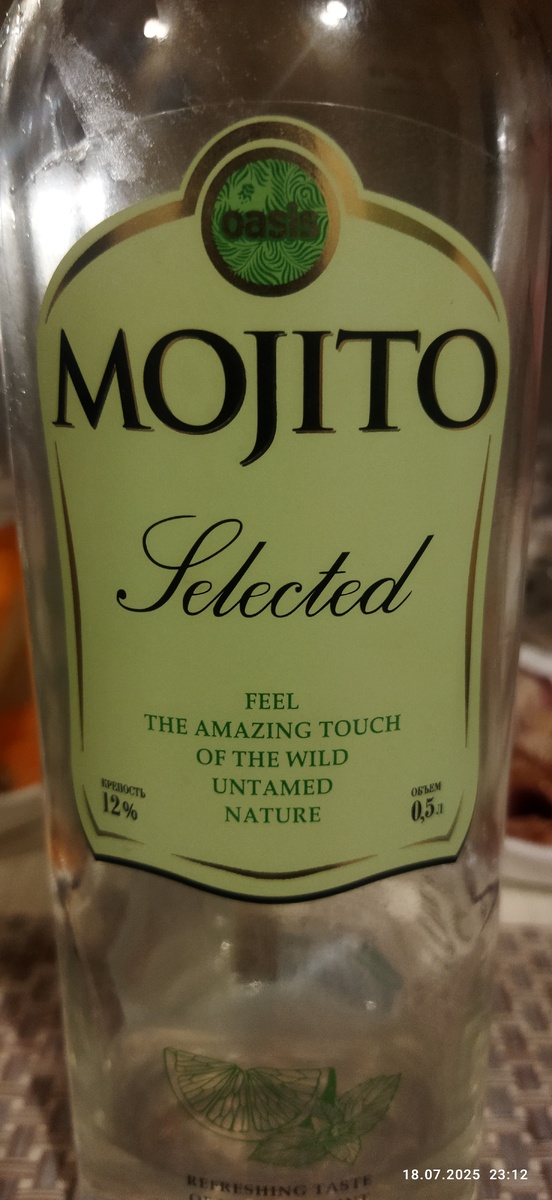 oasis
MOJITO
Selected
FEEL
THE AMAZING TOUCH
OF THE WILD
UNTAMED
NATURE
КРЕПОСТЬ
12%
ОБЪЕМ
0,5л
REFRESHING TASTE
18.07.2025 23:12